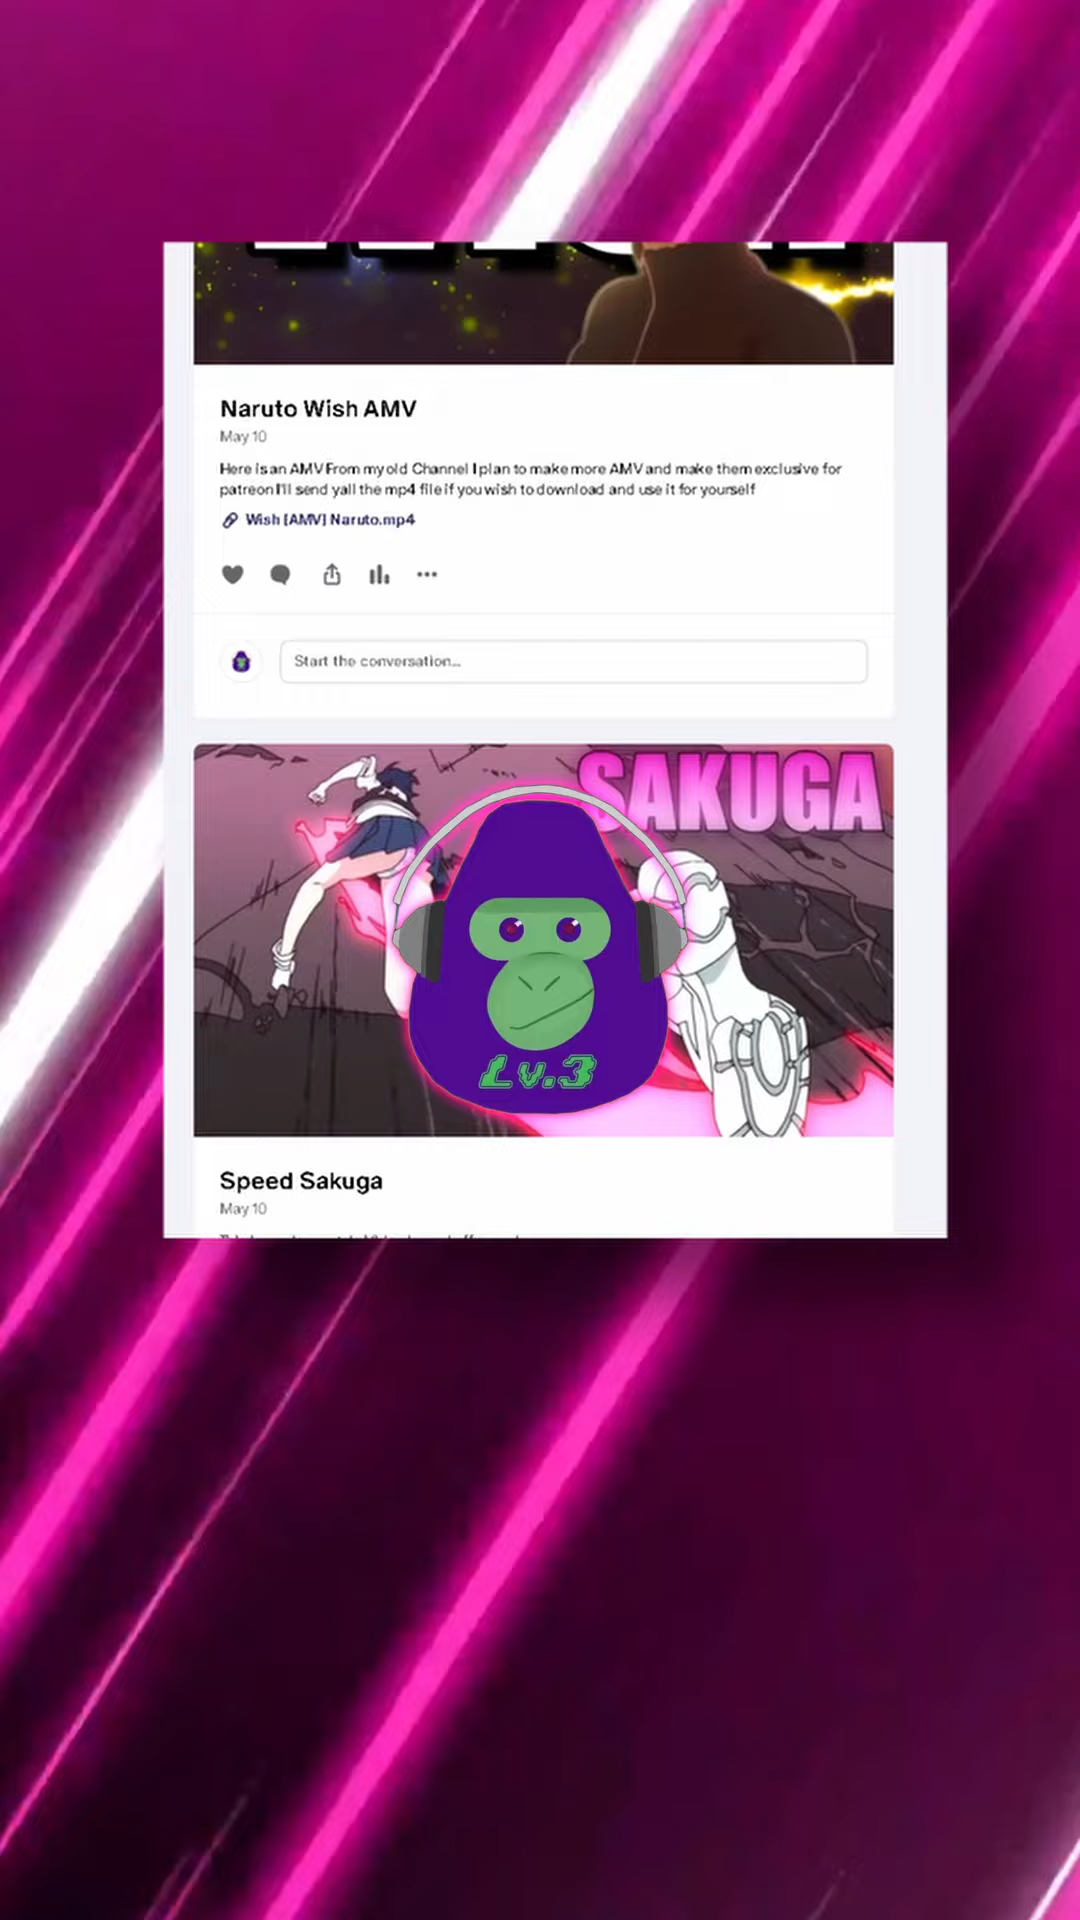 Naruto Wish AMV
May 10
Here is an AMV From my old Channel I plan to make more AMV and make them exclusive for
patreon I'll send yall the mp4 file if you wish to download and use it for yourself
Wish [AMV] Naruto.mp4
Start the conversation...
SAKUGA
Lv.3
Speed Sakuga
May 10